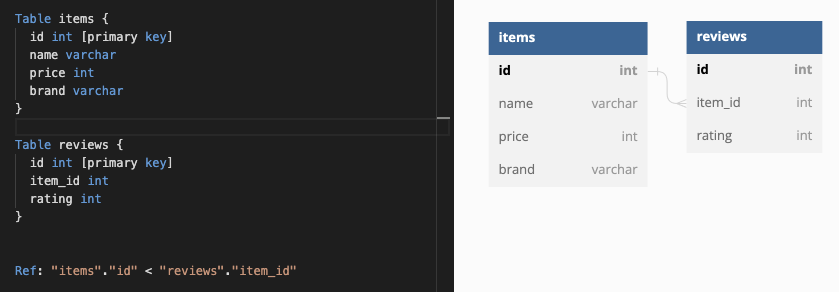 Table items {
id int [primary key]
name varchar
price int
brand varchar
}
Table reviews {
id int [primary key]
item_id int
rating int
}
Ref: "items"."id" < "reviews"."item_id"
items
id int
name varchar
price int
brand varchar
reviews
id int
item_id int
rating int